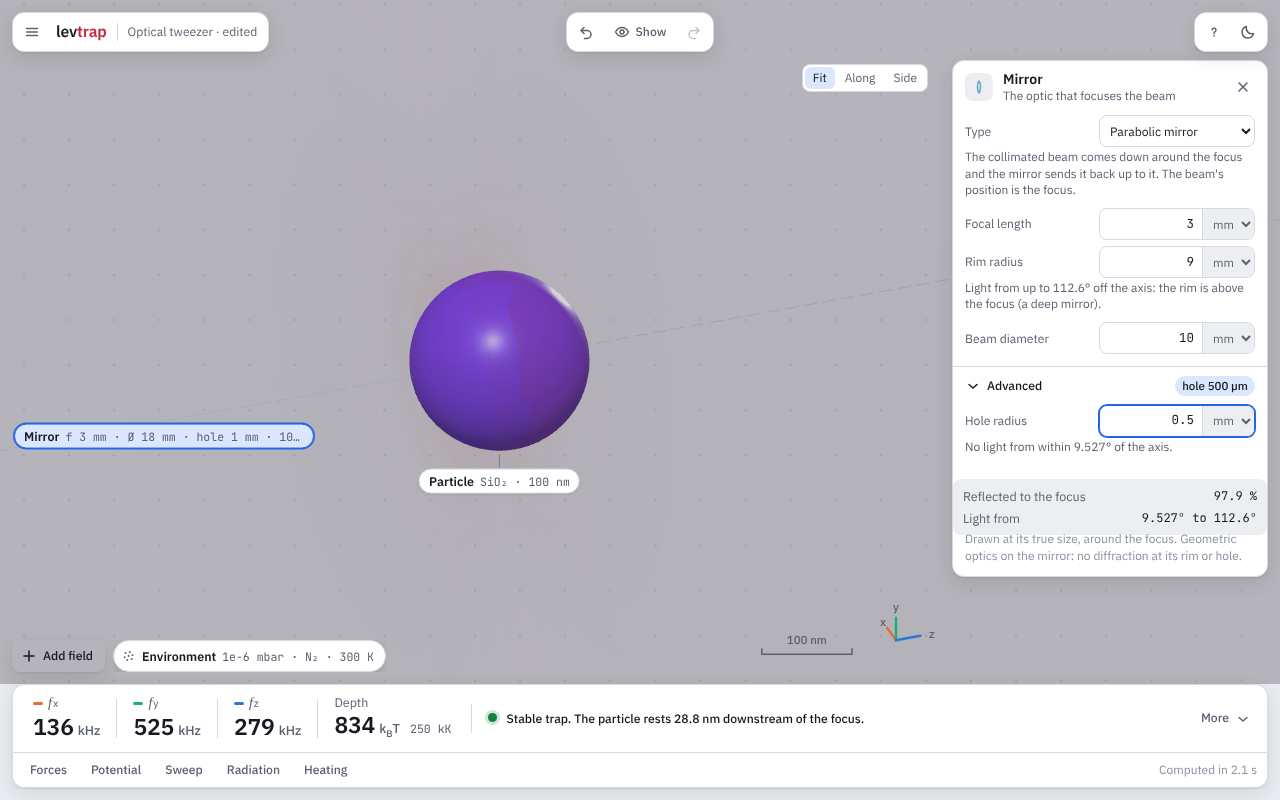 levtrap
Optical tweezer · edited
Show
?
Fit
Along
Side
Mirror
The optic that focuses the beam
Type
Parabolic mirror
The collimated beam comes down around the focus
and the mirror sends it back up to it. The beam's
position is the focus.
Focal length
3
mm
Rim radius
9
mm
Light from up to 112.6° off the axis: the rim is above
the focus (a deep mirror).
Beam diameter
10
mm
Advanced
hole 500 µm
Hole radius
0.5
mm
No light from within 9.527° of the axis.
Reflected to the focus
97.9 %
Light from
9.527° to 112.6°
Drawn at its true size, around the focus. Geometric
optics on the mirror: no diffraction at its rim or hole.
Mirror f 3 mm · Ø 18 mm · hole 1 mm · 10…
Particle SiO₂ · 100 nm
100 nm
y
x
z
Add field
Environment 1e-6 mbar · N₂ · 300 K
fx
136 kHz
fy
525 kHz
fz
279 kHz
Depth
834 kBT 250 kK
Stable trap. The particle rests 28.8 nm downstream of the focus.
More
Forces
Potential
Sweep
Radiation
Heating
Computed in 2.1 s